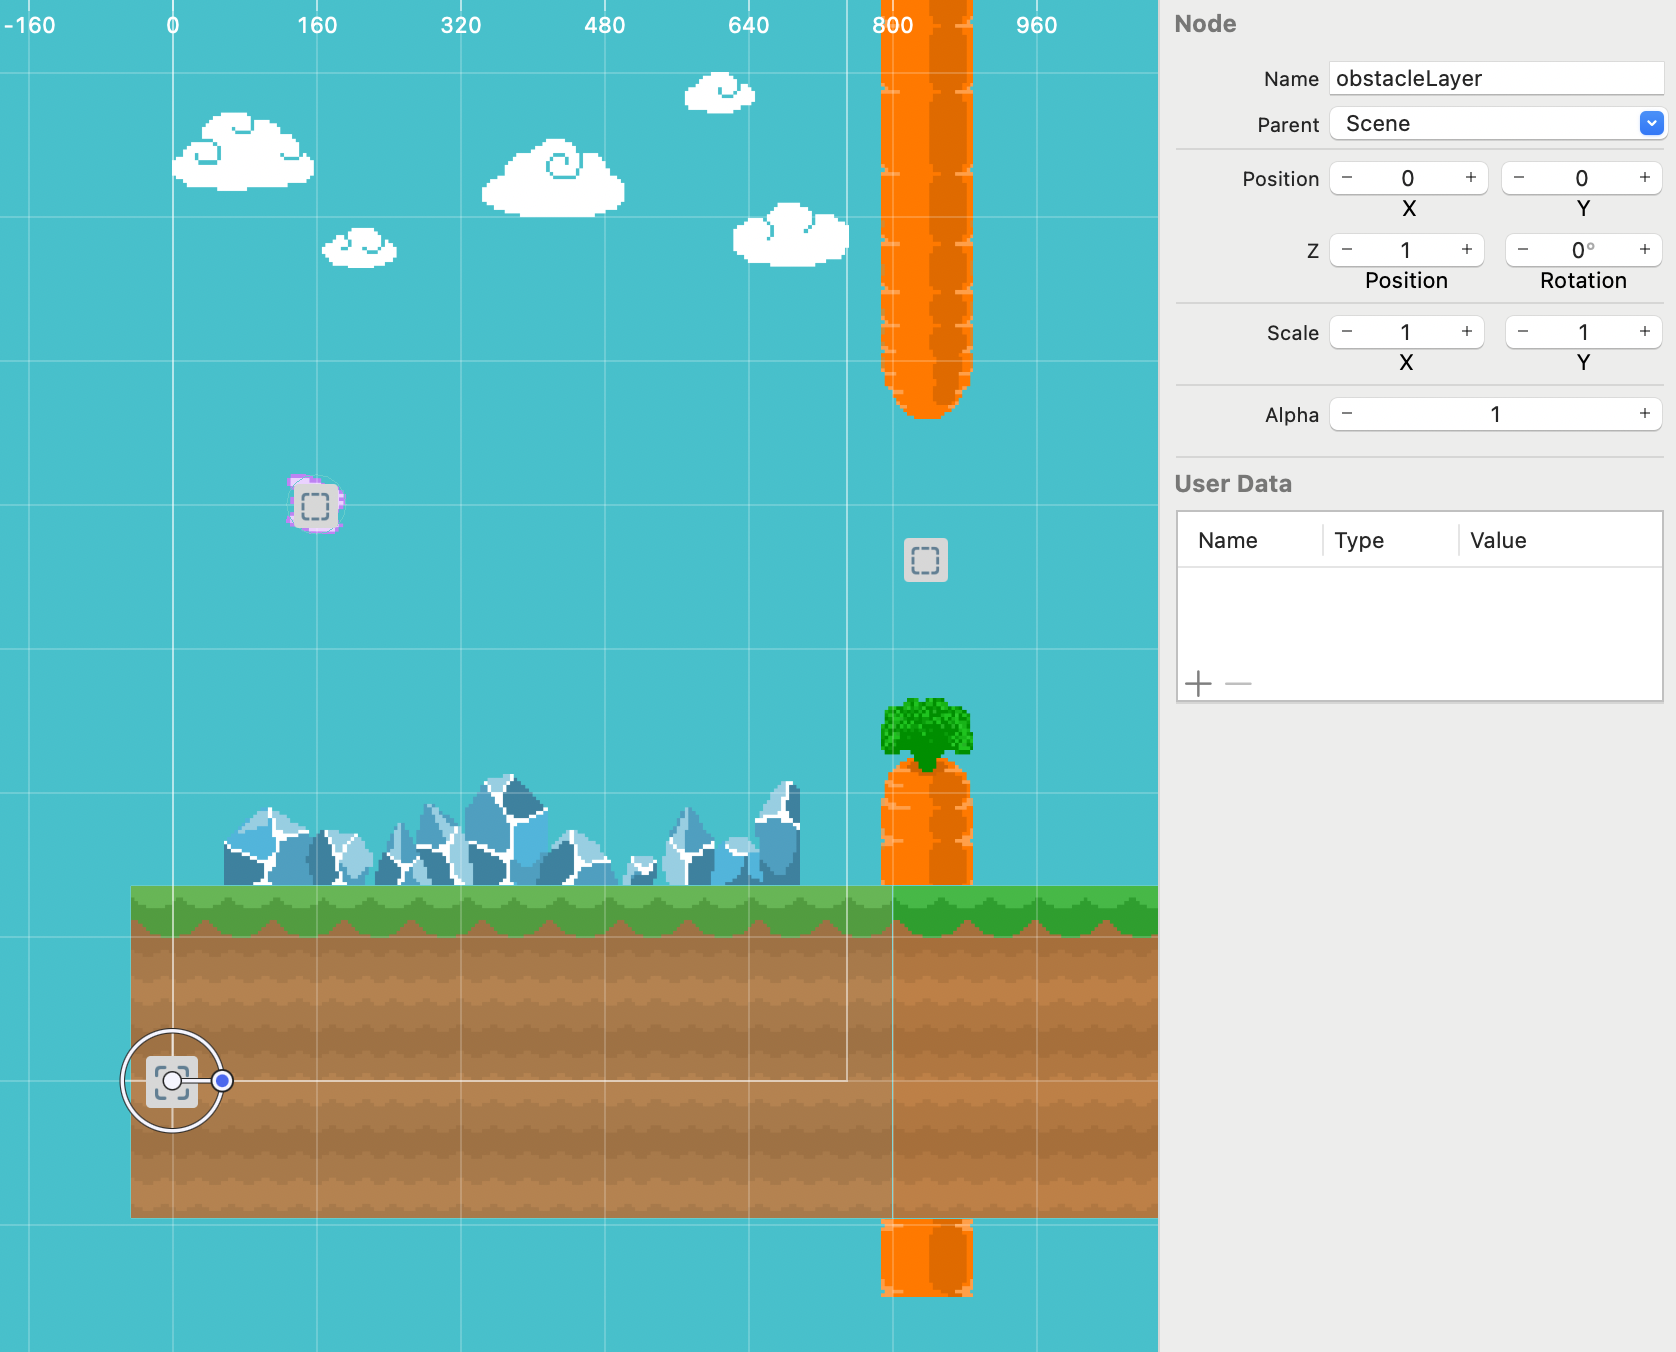 -160 0 160 320 480 640 800 960
Node
Name obstacleLayer
Parent Scene
Position − 0 + − 0 +
X Y
Z − 1 + − 0° +
Position Rotation
Scale − 1 + − 1 +
X Y
Alpha − 1 +
User Data
Name Type Value